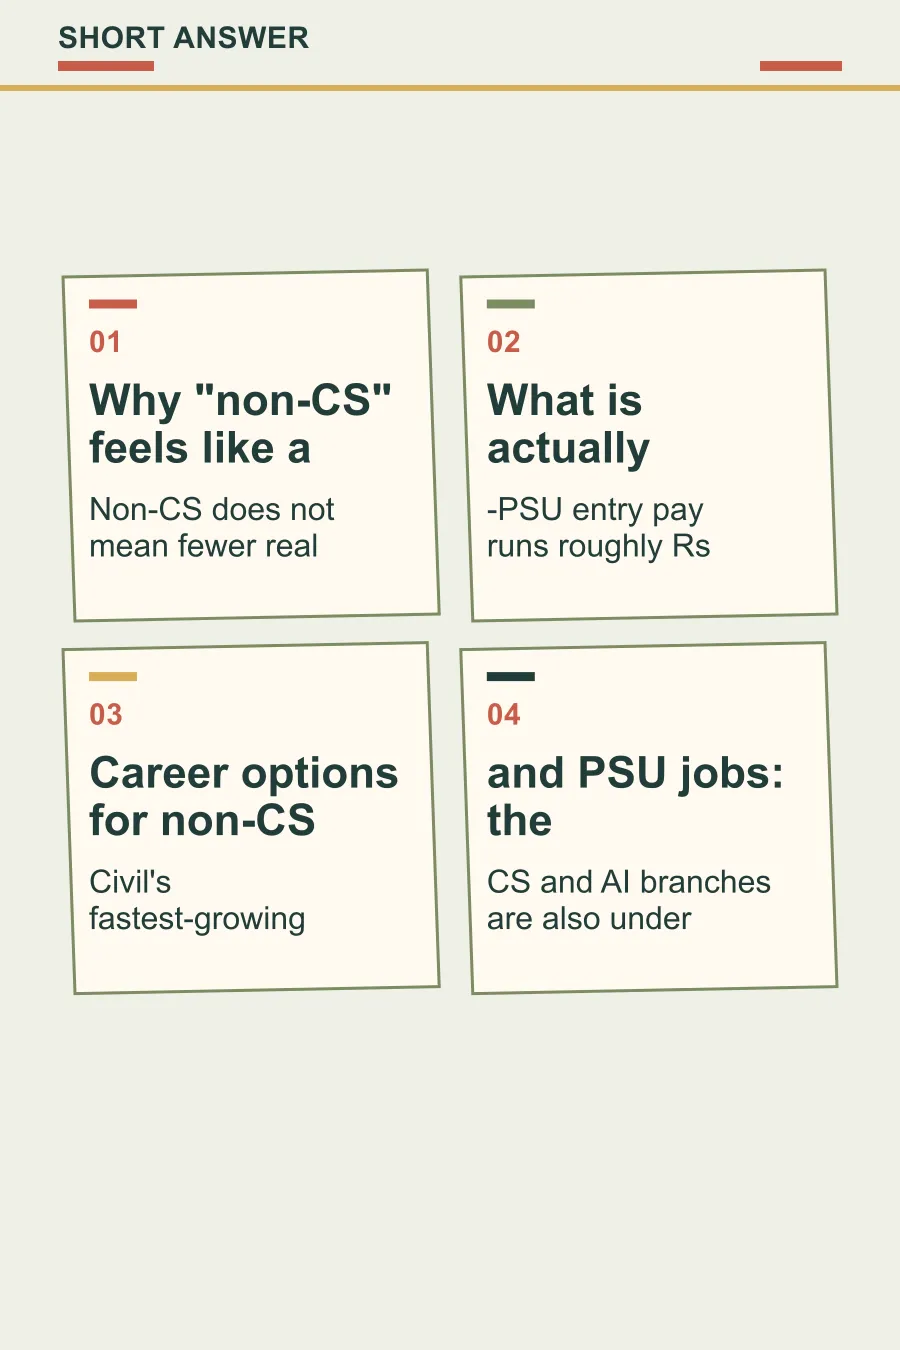 SHORT ANSWER
01
Why "non-CS"
feels like a
Non-CS does not
mean fewer real
02
What is
actually
-PSU entry pay
runs roughly Rs
03
Career options
for non-CS
Civil's
fastest-growing
04
and PSU jobs:
the
CS and AI branches
are also under